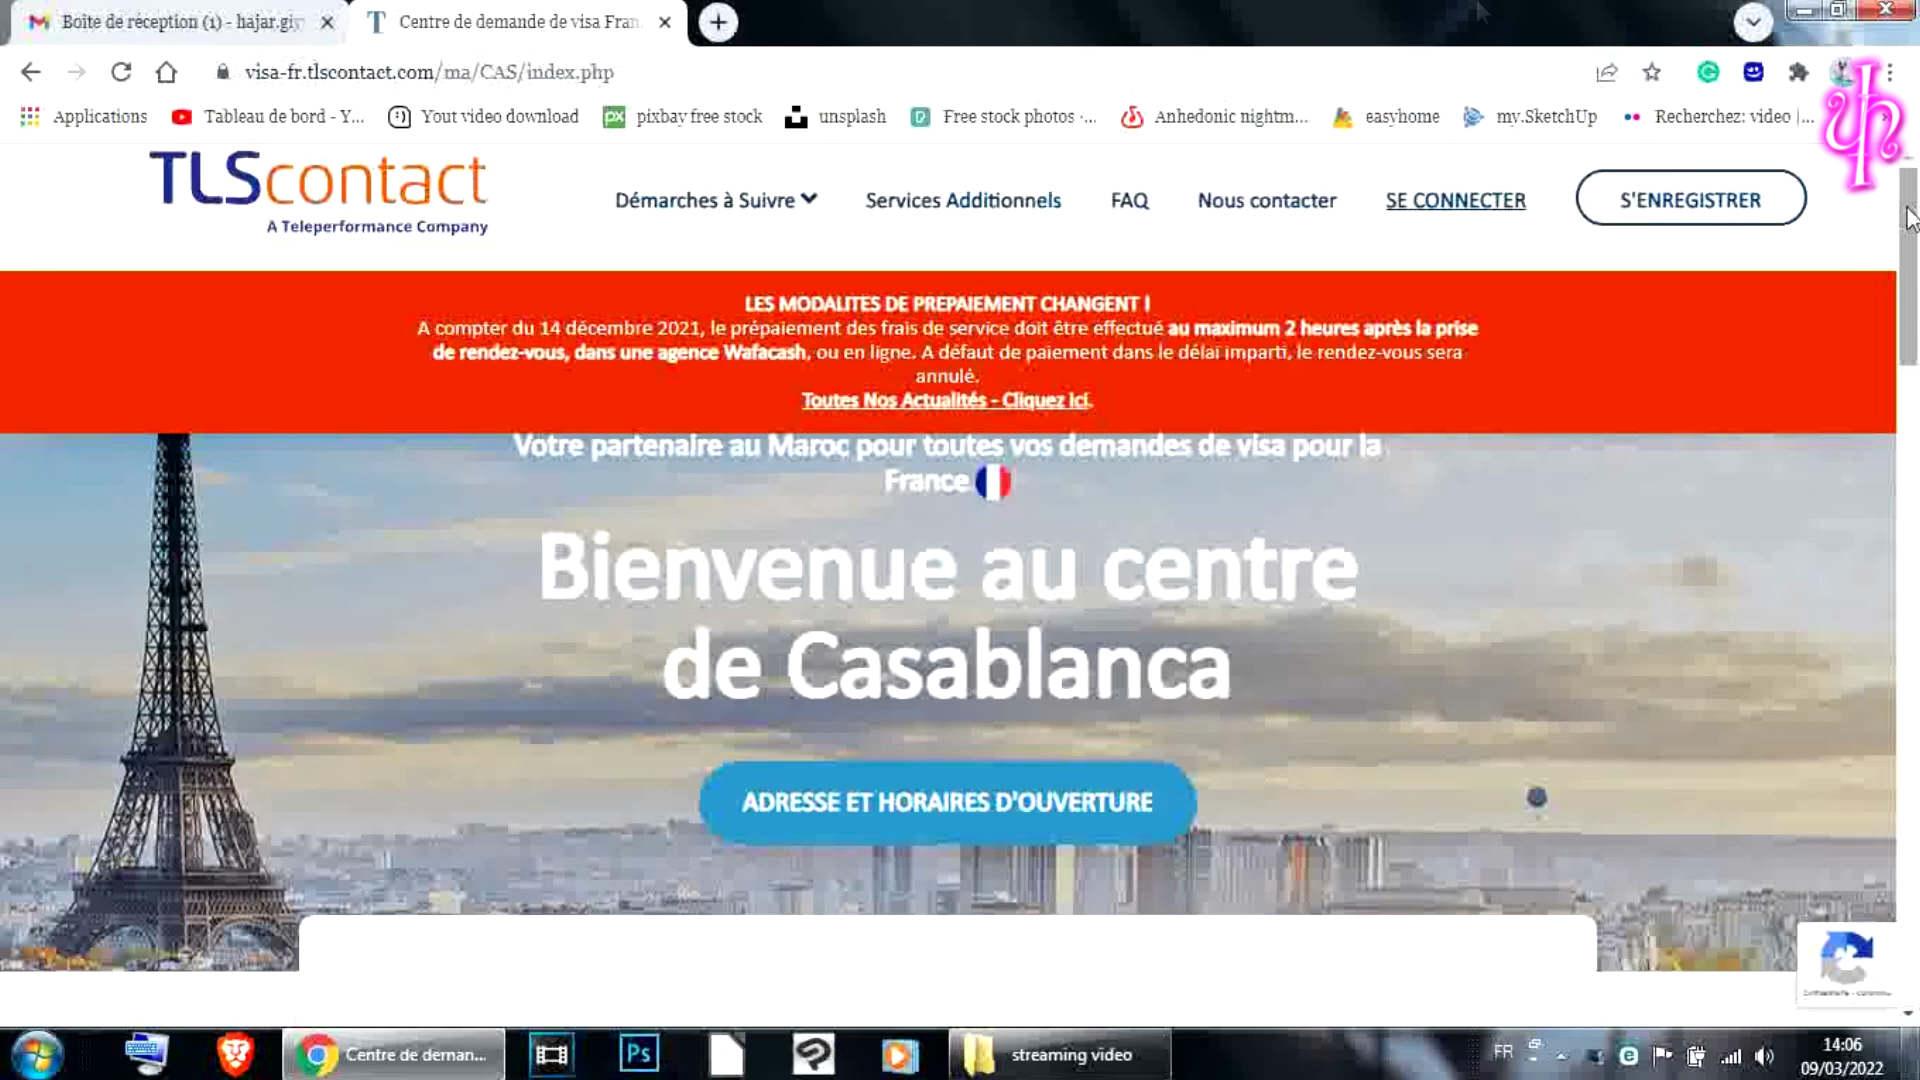 Boîte de réception (1) - hajar.giy
Centre de demande de visa Fran
visa-fr.tlscontact.com/ma/CAS/index.php
Applications
Tableau de bord - Y...
Yout video download
px
pixbay free stock
unsplash
Free stock photos ·...
Anhedonic nightm...
easyhome
my.SketchUp
Recherchez: video |...
TLScontact
A Teleperformance Company
Démarches à Suivre
Services Additionnels
FAQ
Nous contacter
SE CONNECTER
S'ENREGISTRER
LES MODALITES DE PREPAIEMENT CHANGENT !
A compter du 14 décembre 2021, le prépaiement des frais de service doit être effectué au maximum 2 heures après la prise
de rendez-vous, dans une agence Wafacash, ou en ligne. A défaut de paiement dans le délai imparti, le rendez-vous sera
annulé.
Toutes Nos Actualités - Cliquez ici.
Votre partenaire au Maroc pour toutes vos demandes de visa pour la
France
Bienvenue au centre
de Casablanca
ADRESSE ET HORAIRES D'OUVERTURE
Centre de deman...
Ps
streaming video
FR
14:06
09/03/2022